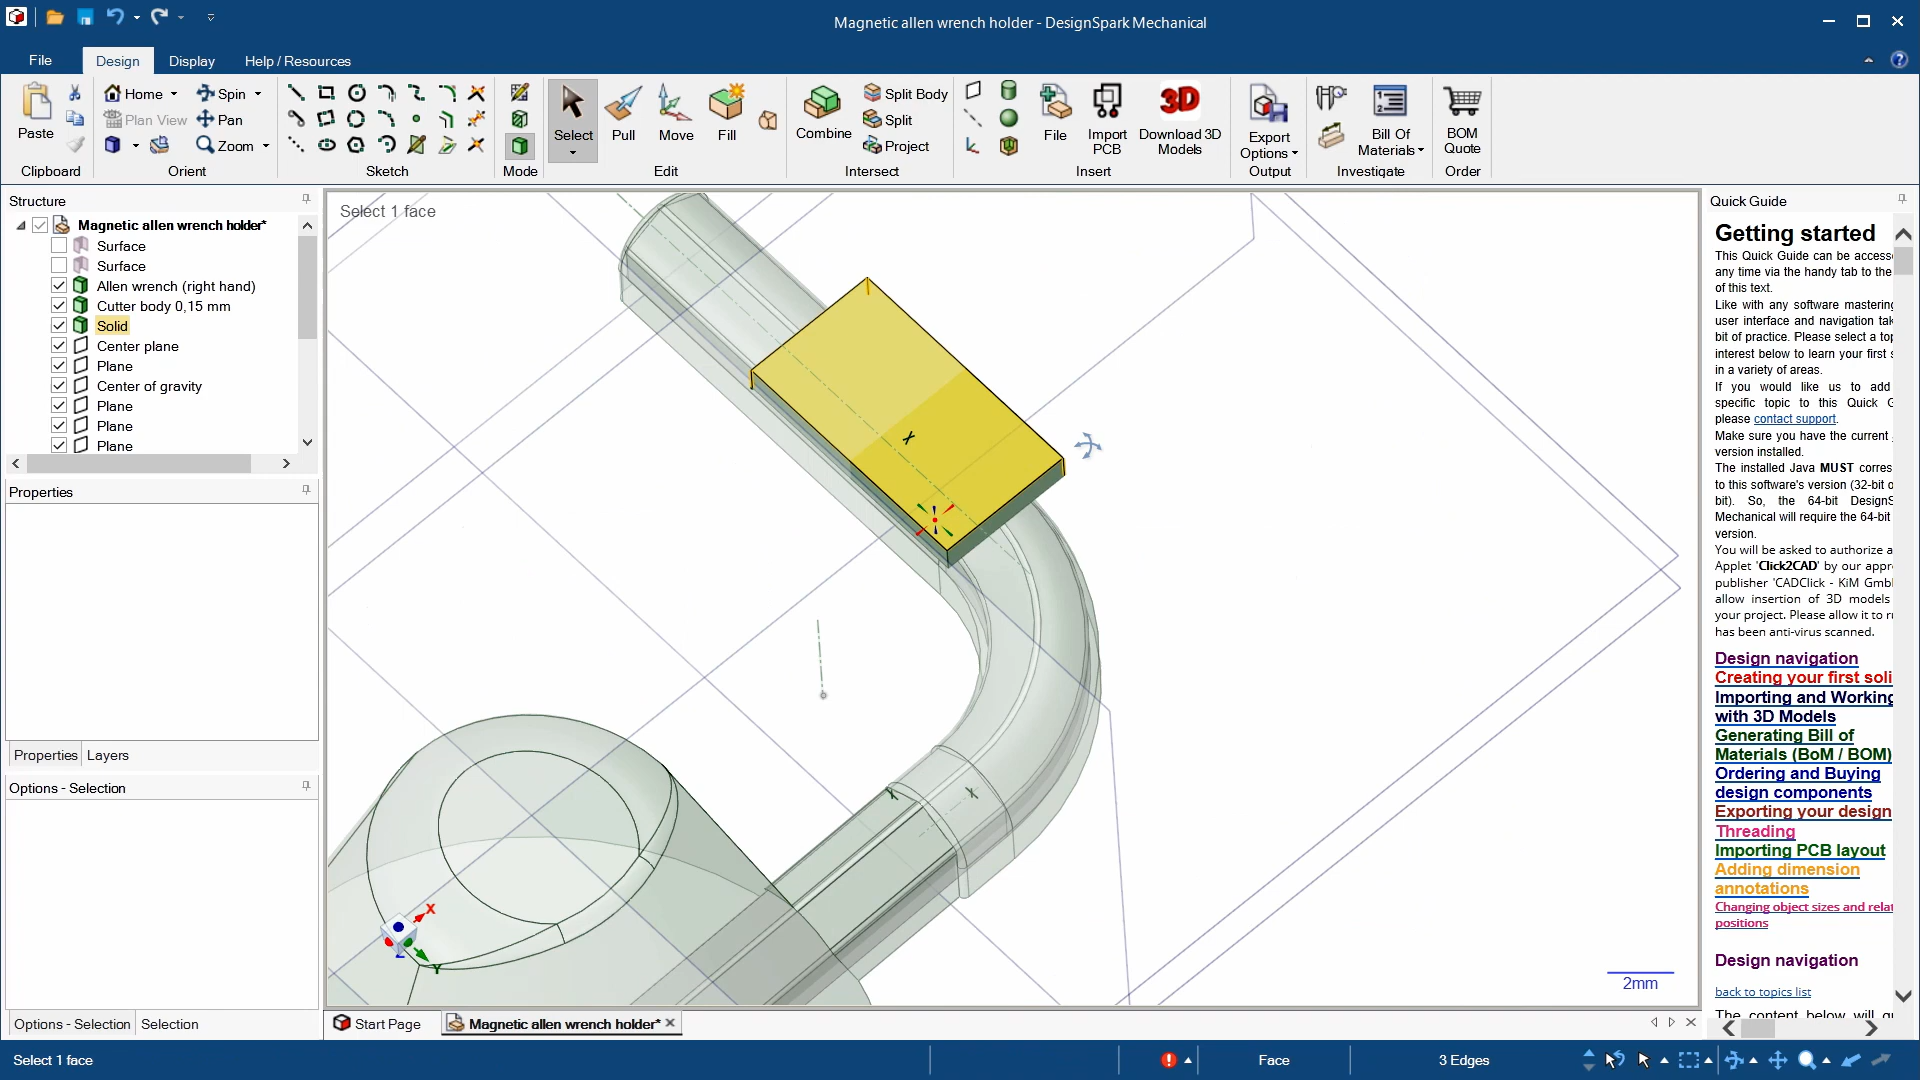 Magnetic allen wrench holder - DesignSpark Mechanical
File
Design
Display
Help / Resources
Paste
Clipboard
Home
Spin
Plan View
Pan
Zoom
Orient
Sketch
Mode
Select
Pull
Move
Fill
Edit
Combine
Split Body
Split
Project
Intersect
File
Import PCB
Download 3D Models
Insert
Export Options
Output
Bill Of Materials
Investigate
BOM Quote
Order
Structure
Magnetic allen wrench holder*
Surface
Surface
Allen wrench (right hand)
Cutter body 0,15 mm
Solid
Center plane
Plane
Center of gravity
Plane
Plane
Plane
Properties
Properties
Layers
Options - Selection
Options - Selection
Selection
Select 1 face
X
Y
Z
2mm
Start Page
Magnetic allen wrench holder*
Quick Guide
Getting started
This Quick Guide can be access
any time via the handy tab to the
of this text.
Like with any software mastering
user interface and navigation tak
bit of practice. Please select a top
interest below to learn your first s
in a variety of areas.
If you would like us to add
specific topic to this Quick G
please contact support.
Make sure you have the current
version installed.
The installed Java MUST corres
to this software's version (32-bit o
bit). So, the 64-bit DesignS
Mechanical will require the 64-bit
version.
You will be asked to authorize a
Applet 'Click2CAD' by our appr
publisher 'CADClick - KiM Gmb
allow insertion of 3D models
your project. Please allow it to r
has been anti-virus scanned.
Design navigation
Creating your first soli
Importing and Working
with 3D Models
Generating Bill of
Materials (BoM / BOM)
Ordering and Buying
design components
Exporting your design
Threading
Importing PCB layout
Adding dimension
annotations
Changing object sizes and relat
positions
Design navigation
back to topics list
The content below will
Select 1 face
Face
3 Edges